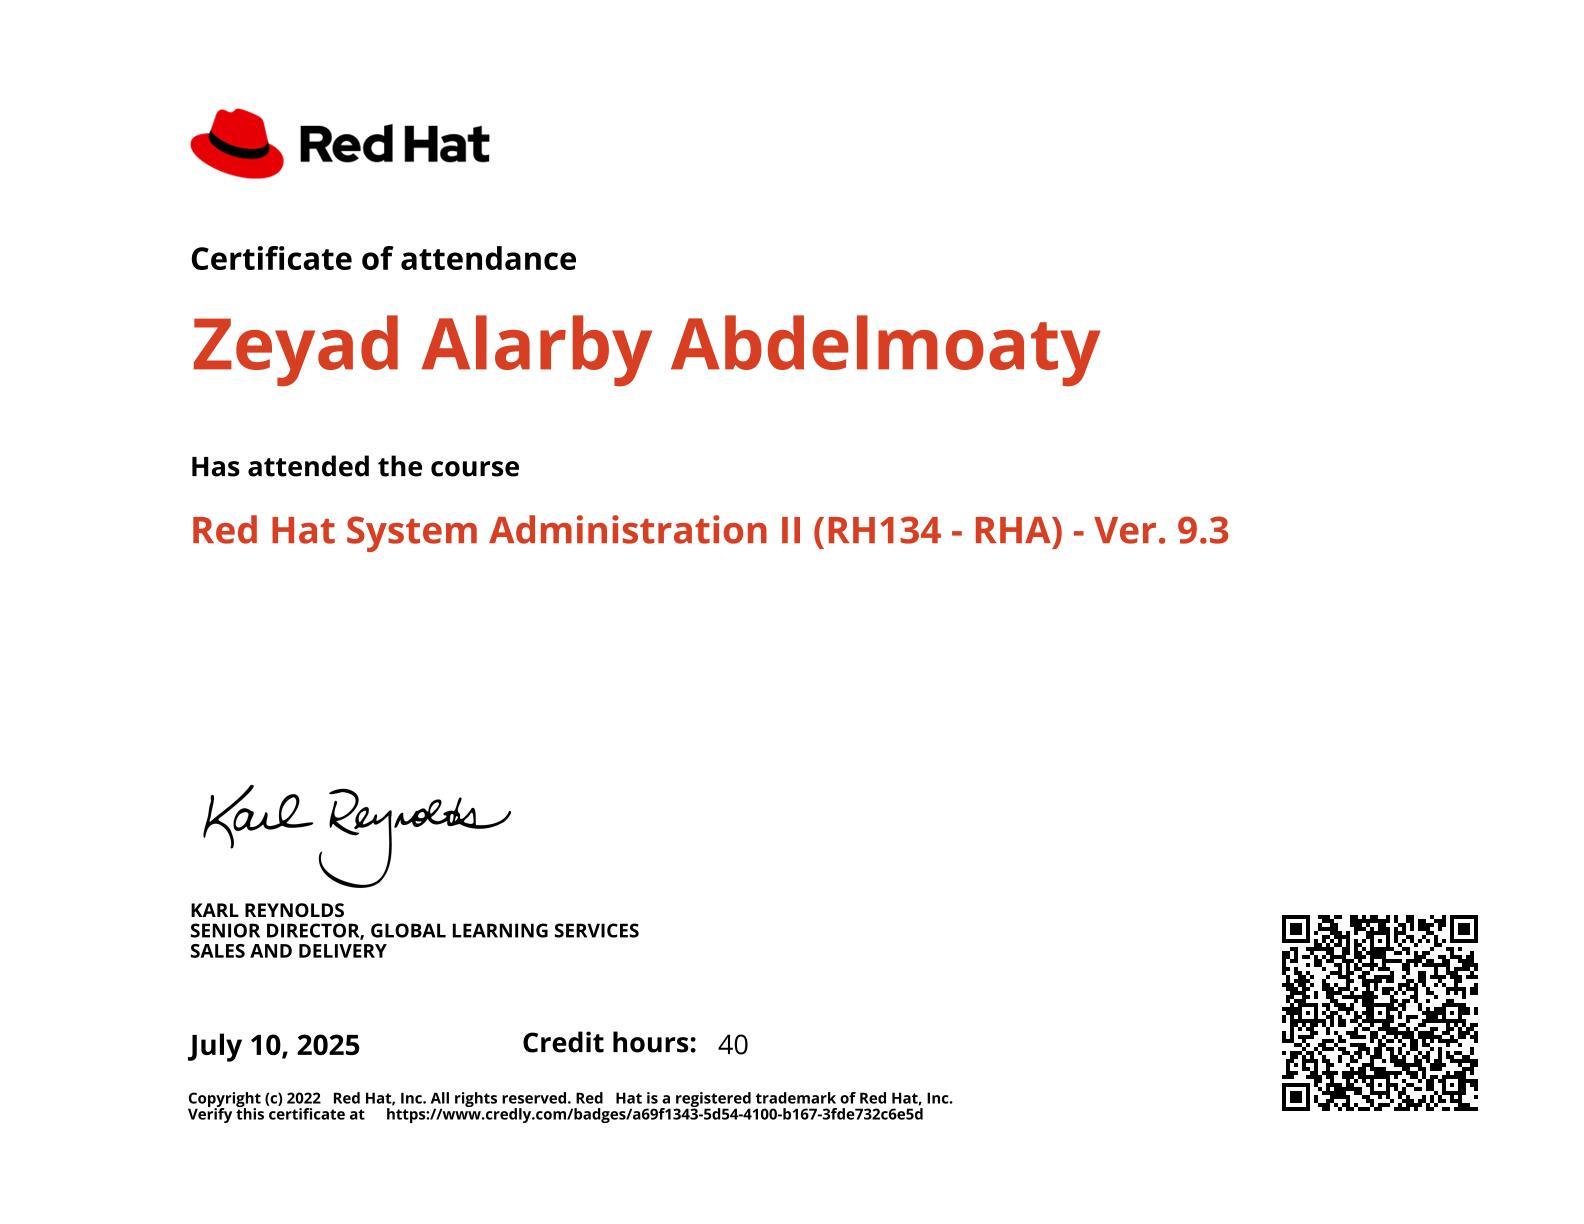 Red Hat
Certificate of attendance
Zeyad Alarby Abdelmoaty
Has attended the course
Red Hat System Administration II (RH134 - RHA) - Ver. 9.3
Karl Reynolds
KARL REYNOLDS
SENIOR DIRECTOR, GLOBAL LEARNING SERVICES
SALES AND DELIVERY
July 10, 2025 Credit hours: 40
Copyright (c) 2022 Red Hat, Inc. All rights reserved. Red Hat is a registered trademark of Red Hat, Inc.
Verify this certificate at https://www.credly.com/badges/a69f1343-5d54-4100-b167-3fde732c6e5d